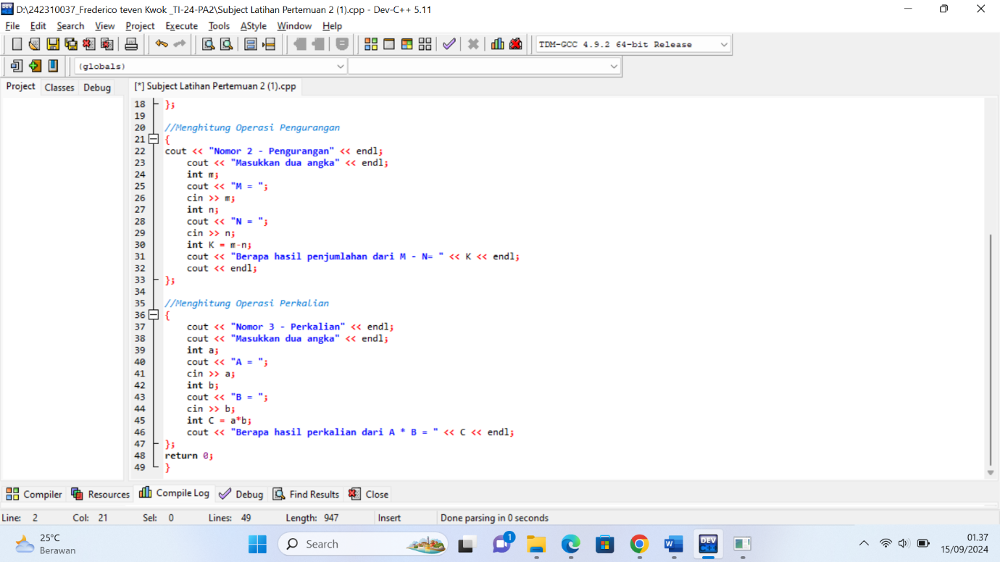 D:\242310037_Frederico teven Kwok _TI-24-PA2\Subject Latihan Pertemuan 2 (1).cpp - Dev-C++ 5.11
File Edit Search View Project Execute Tools AStyle Window Help
TDM-GCC 4.9.2 64-bit Release
(globals)
Project Classes Debug [*] Subject Latihan Pertemuan 2 (1).cpp
18 };
19
20 //Menghitung Operasi Pengurangan
21 {
22 cout << "Nomor 2 - Pengurangan" << endl;
23 cout << "Masukkan dua angka" << endl;
24 int m;
25 cout << "M = ";
26 cin >> m;
27 int n;
28 cout << "N = ";
29 cin >> n;
30 int K = m-n;
31 cout << "Berapa hasil penjumlahan dari M - N= " << K << endl;
32 cout << endl;
33 };
34
35 //Menghitung Operasi Perkalian
36 {
37 cout << "Nomor 3 - Perkalian" << endl;
38 cout << "Masukkan dua angka" << endl;
39 int a;
40 cout << "A = ";
41 cin >> a;
42 int b;
43 cout << "B = ";
44 cin >> b;
45 int C = a*b;
46 cout << "Berapa hasil perkalian dari A * B = " << C << endl;
47 };
48 return 0;
49 }
Compiler Resources Compile Log Debug Find Results Close
Line: 2 Col: 21 Sel: 0 Lines: 49 Length: 947 Insert Done parsing in 0 seconds
25°C
Berawan
Search
1
DEV
W
01.37
15/09/2024